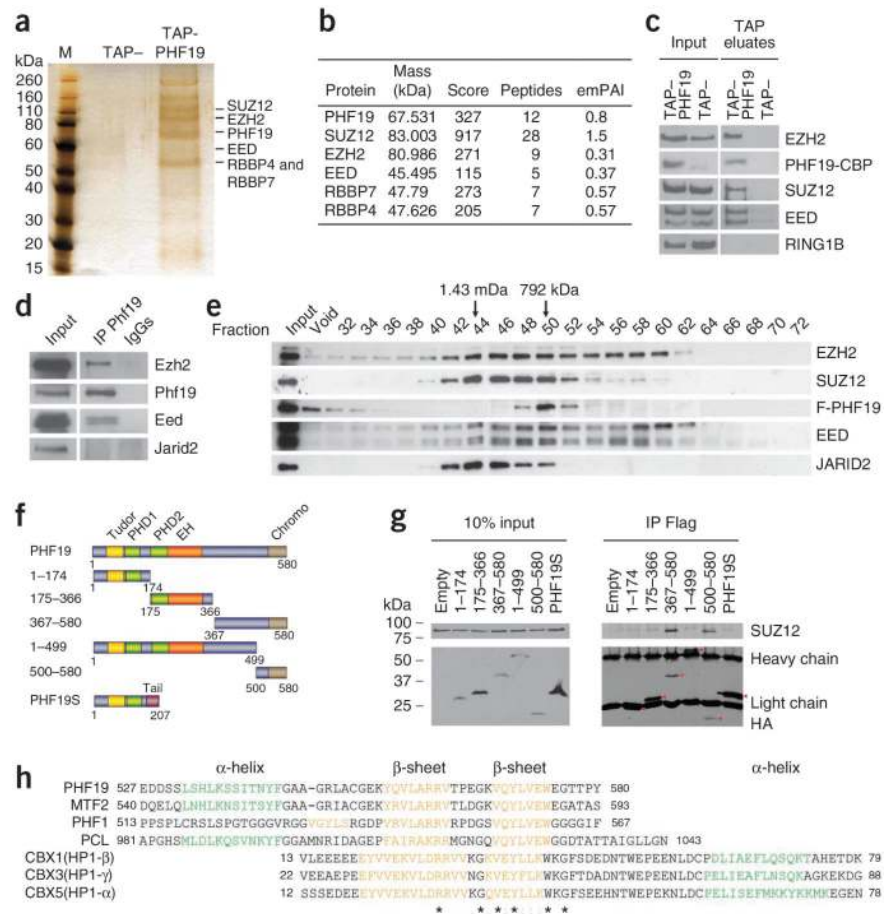 a
kDa
M
TAP–
TAP-
PHF19
260
160
110
80
60
50
40
30
20
15
SUZ12
EZH2
PHF19
EED
RBBP4 and
RBBP7
b
Protein Mass (kDa) Score Peptides emPAI
PHF19 67.531 327 12 0.8
SUZ12 83.003 917 28 1.5
EZH2 80.986 271 9 0.31
EED 45.495 115 5 0.37
RBBP7 47.79 273 7 0.57
RBBP4 47.626 205 7 0.57
c
Input
TAP eluates
TAP–PHF19
TAP–
TAP–PHF19
TAP–
EZH2
PHF19-CBP
SUZ12
EED
RING1B
d
Input
IP Phf19
IgGs
Ezh2
Phf19
Eed
Jarid2
e
1.43 mDa 792 kDa
Fraction Input Void 32 34 36 38 40 42 44 46 48 50 52 54 56 58 60 62 64 66 68 70 72
EZH2
SUZ12
F-PHF19
EED
JARID2
f
Tudor PHD1 PHD2 EH Chromo
PHF19
1 580
1–174
1 174
175–366
175 366
367–580
367 580
1–499
1 499
500–580
500 580
PHF19S
Tail
1 207
g
10% input
IP Flag
Empty 1–174 175–366 367–580 1–499 500–580 PHF19S
Empty 1–174 175–366 367–580 1–499 500–580 PHF19S
kDa
100
75
50
37
25
SUZ12
Heavy chain
Light chain
HA
h
α-helix β-sheet β-sheet α-helix
PHF19 527 EDDSSLSHLKSSITNYFGAA-GRLACGEKYQVLARRVTPEGKVQYLVEWEGTTPY 580
MTF2 540 DQELQLNHLKNSITSYFGAA-GRIACGEKYRVLARRVTLDGKVQYLVEWEGATAS 593
PHF1 513 PPSPLCRSLSPGTGGGVRGGVGYLSRGDPVRVLARRVRPDGSVQYLVEWGGGGIF 567
PCL 981 APGHSMLDLKQSVNKYFGGAMNRIDAGEPFAIRAKRRMGNGQVQYLVEWGGDTATTAIGLLGN 1043
CBX1(HP1-β) 13 VLEEEEEEYVVEKVLDRRVVKGKVEYLLKWKGFSDEDNTWEPEENLDCPDLIAEFLQSQKTAHETDK 79
CBX3(HP1-γ) 22 VEEAEPEEFVVEKVLDRRVVNGKVEYFLKWKGFTDADNTWEPEENLDCPELIEAFLNSQKAGKEKDG 88
CBX5(HP1-α) 12 SSSEDEEEYVVEKVLDRRVVKGQVEYLLKWKGFSEEHNTWEPEKNLDCPELISEFMKKYKKMKEGEN 78
* * * * * *